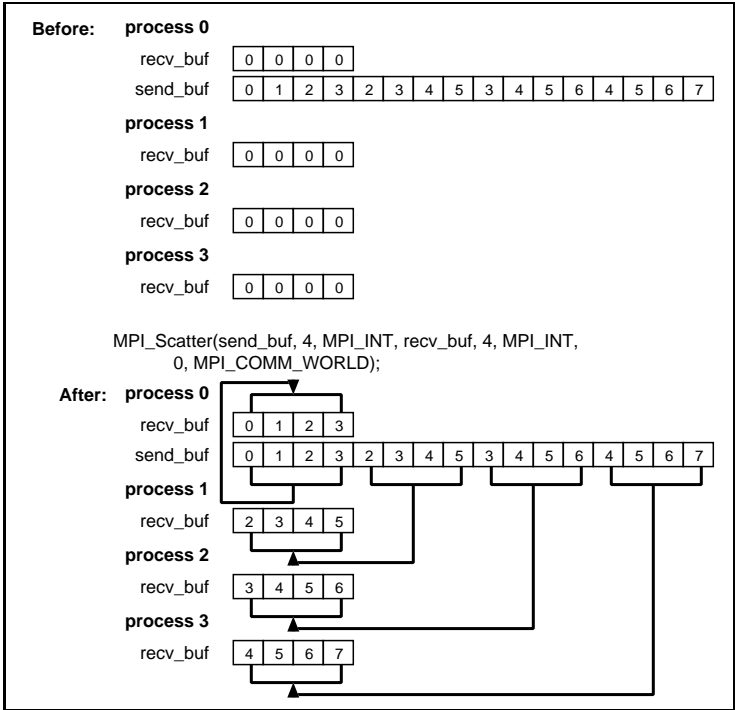 Before: process 0
recv_buf 0 0 0 0
send_buf 0 1 2 3 2 3 4 5 3 4 5 6 4 5 6 7
process 1
recv_buf 0 0 0 0
process 2
recv_buf 0 0 0 0
process 3
recv_buf 0 0 0 0
MPI_Scatter(send_buf, 4, MPI_INT, recv_buf, 4, MPI_INT,
0, MPI_COMM_WORLD);
After: process 0
recv_buf 0 1 2 3
send_buf 0 1 2 3 2 3 4 5 3 4 5 6 4 5 6 7
process 1
recv_buf 2 3 4 5
process 2
recv_buf 3 4 5 6
process 3
recv_buf 4 5 6 7